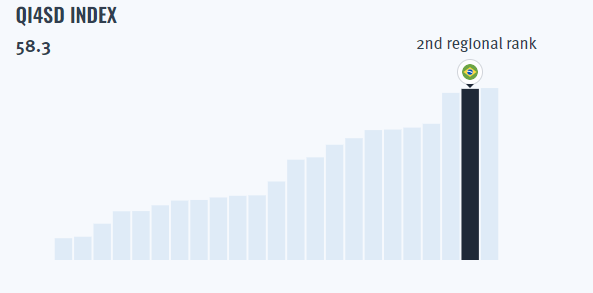 QI4SD INDEX
58.3
2nd regional rank